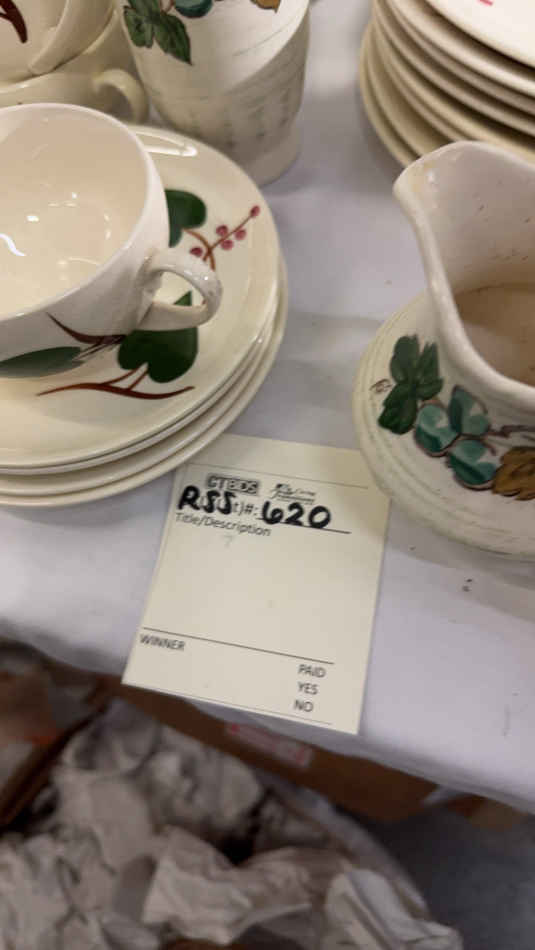 CTBIDS
RSS t)#: 620
Title/Description
WINNER
PAID
YES
NO